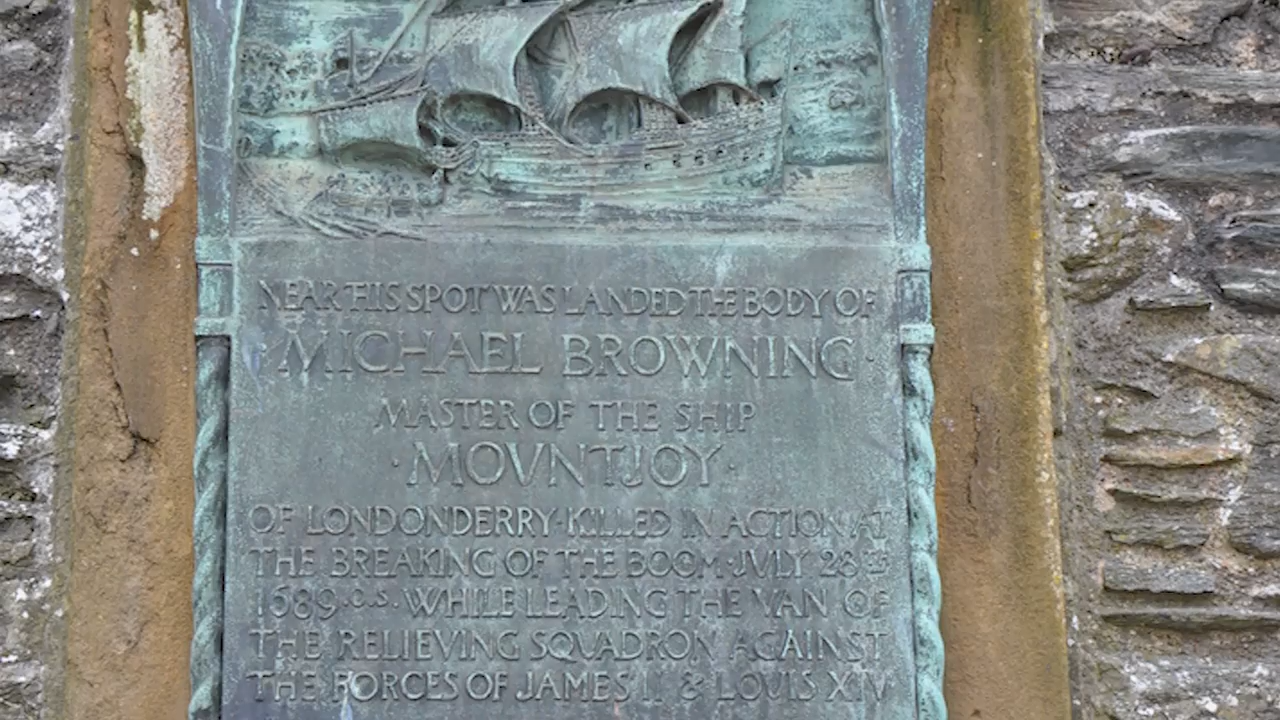 NEAR THIS SPOT WAS LANDED THE BODY OF
MICHAEL BROWNING
MASTER OF THE SHIP
·MOVNTJOY·
OF LONDONDERRY·KILLED IN ACTION AT
THE BREAKING OF THE BOOM·JVLY 28TH
1689.O.S. WHILE LEADING THE VAN OF
THE RELIEVING SQUADRON AGAINST
THE FORCES OF JAMES II & LOUIS XIV